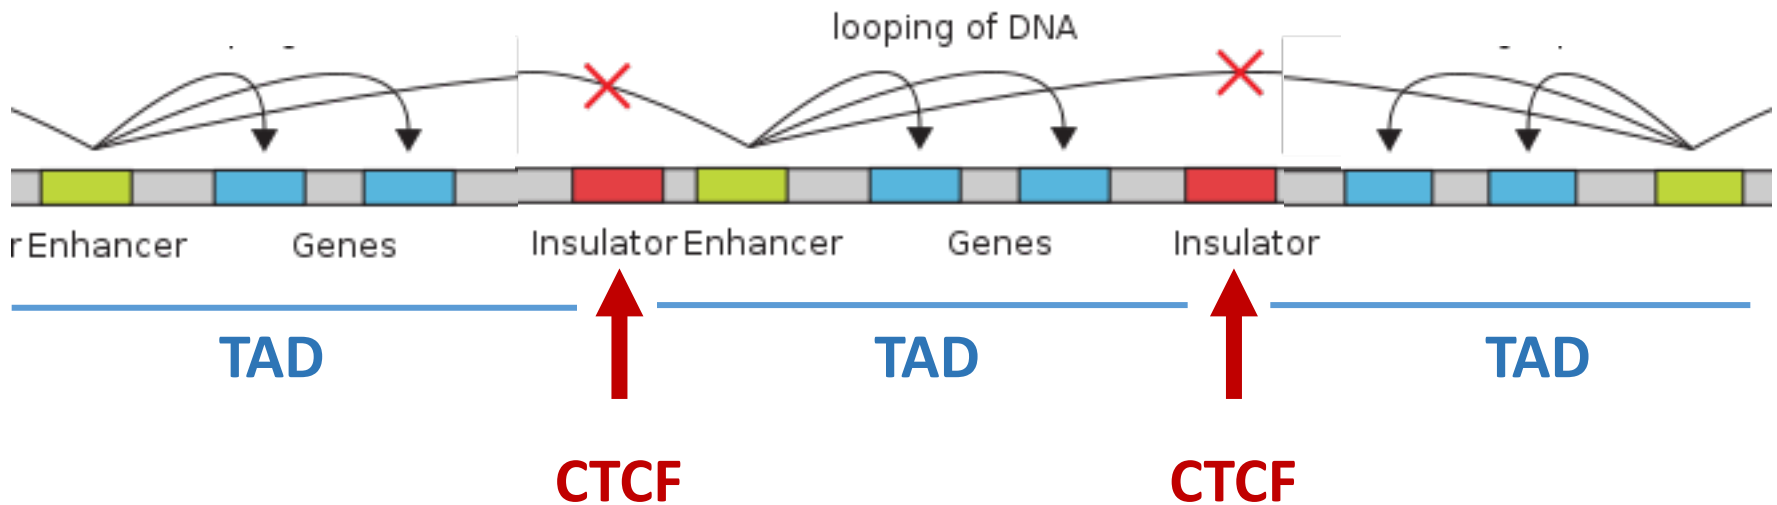 looping of DNA
r Enhancer Genes Insulator Enhancer Genes Insulator
TAD TAD TAD
CTCF CTCF